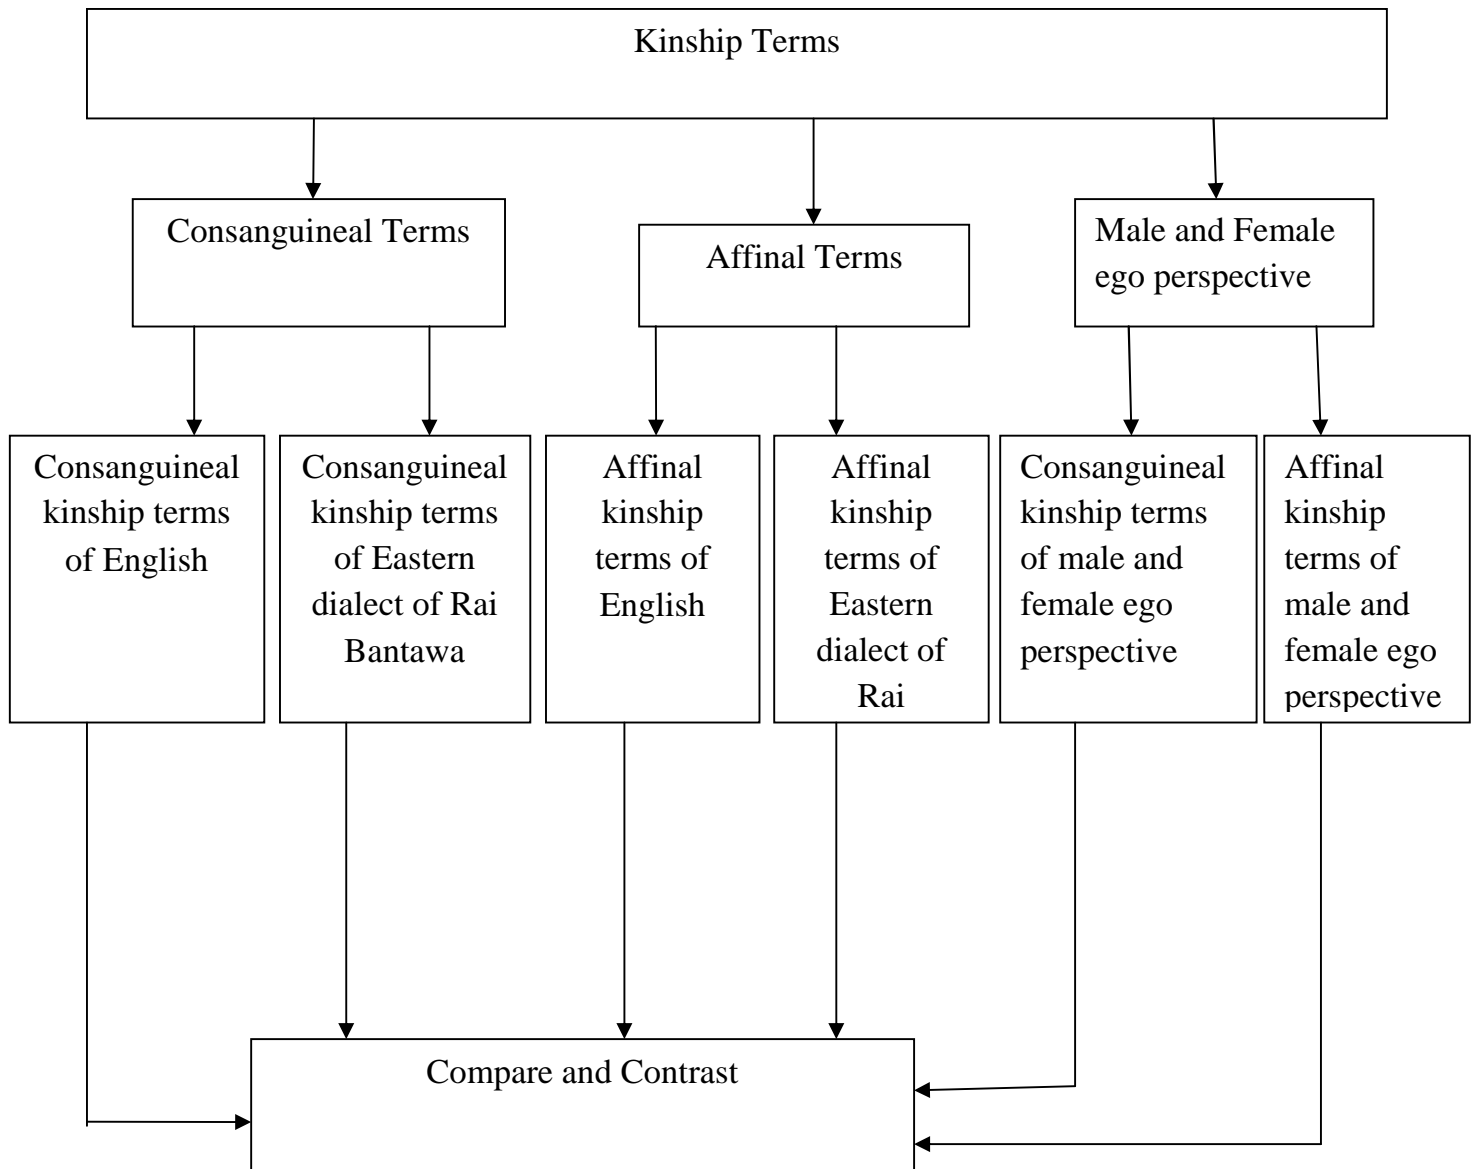 Kinship Terms
Consanguineal Terms
Affinal Terms
Male and Female
ego perspective
Consanguineal
kinship terms
of English
Consanguineal
kinship terms
of Eastern
dialect of Rai
Bantawa
Affinal
kinship
terms of
English
Affinal
kinship
terms of
Eastern
dialect of
Rai
Consanguineal
kinship terms
of male and
female ego
perspective
Affinal
kinship
terms of
male and
female ego
perspective
Compare and Contrast